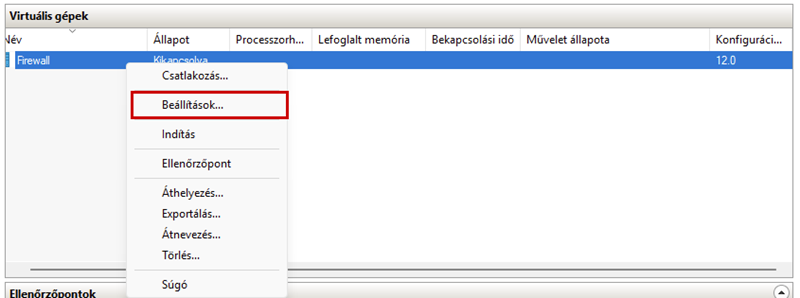 Virtuális gépek
Név Állapot Processzorh... Lefoglalt memória Bekapcsolási idő Művelet állapota Konfiguráci...
Firewall Kikapcsolva 12.0
Csatlakozás...
Beállítások...
Indítás
Ellenőrzőpont
Áthelyezés...
Exportálás...
Átnevezés...
Törlés...
Súgó
Ellenőrzőpontok